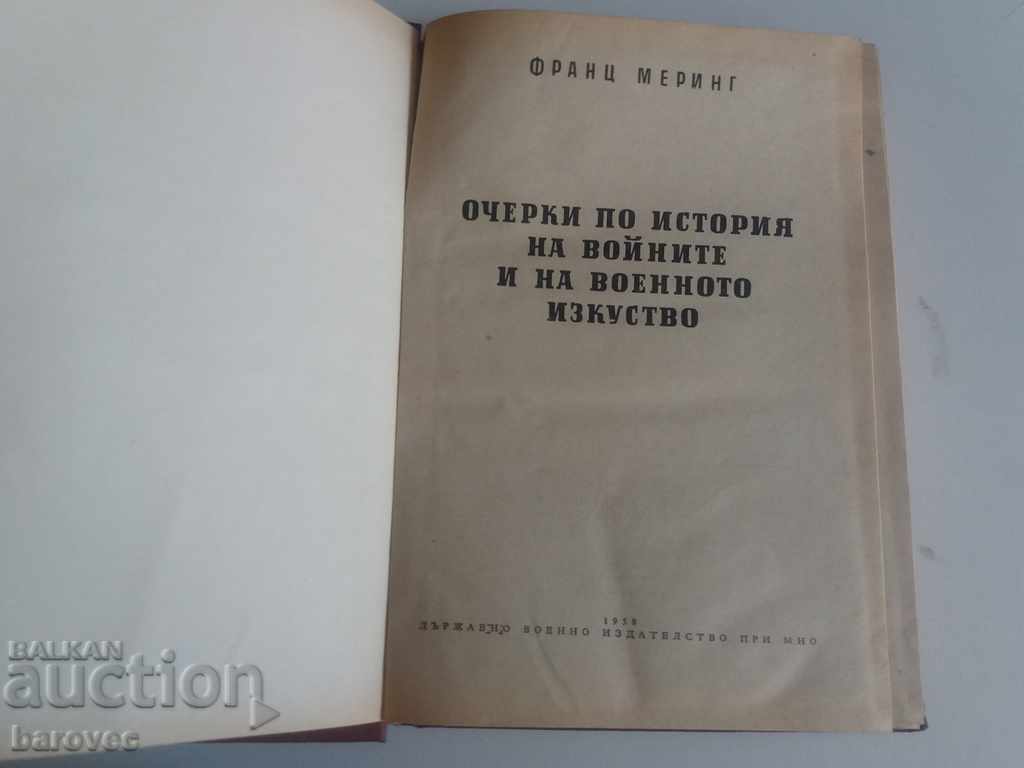 ФРАНЦ МЕРИНГ
ОЧЕРКИ ПО ИСТОРИЯ
НА ВОЙНИТЕ
И НА ВОЕННОТО
ИЗКУСТВО
1958
ДЪРЖАВНО ВОЕННО ИЗДАТЕЛСТВО ПРИ МНО
BALKAN
auction
barovec